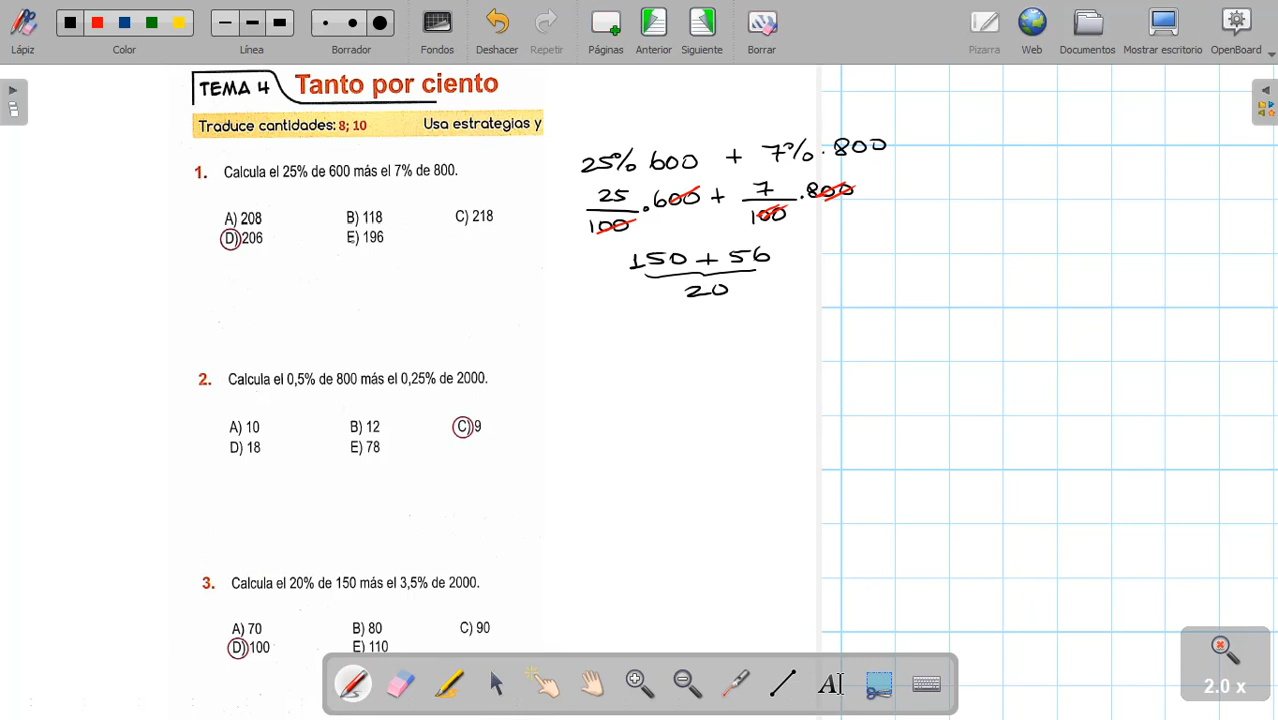 Lápiz Color Línea Borrador Fondos Deshacer Repetir Páginas Anterior Siguiente Borrar Pizarra Web Documentos Mostrar escritorio OpenBoard
TEMA 4 Tanto por ciento
Traduce cantidades: 8; 10 Usa estrategias y
1. Calcula el 25% de 600 más el 7% de 800.
A) 208 B) 118 C) 218
D) 206 E) 196
25% 600 + 7% . 800
25/100 . 600 + 7/100 . 800
150 + 56
20
2. Calcula el 0,5% de 800 más el 0,25% de 2000.
A) 10 B) 12 C) 9
D) 18 E) 78
3. Calcula el 20% de 150 más el 3,5% de 2000.
A) 70 B) 80 C) 90
D) 100 E) 110
AI
2.0 x